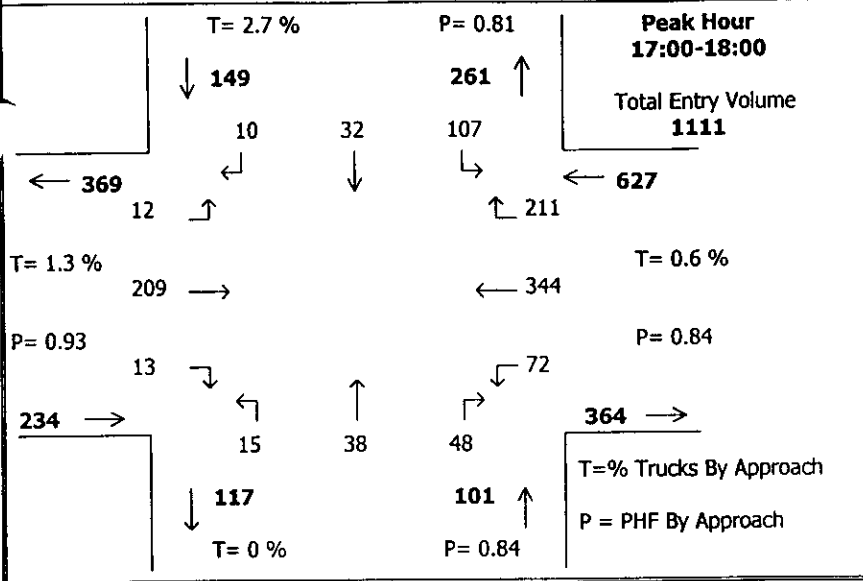 T= 2.7 % P= 0.81 Peak Hour
17:00-18:00
149 261
Total Entry Volume
10 32 107 1111
369 627
12 211
T= 1.3 % T= 0.6 %
209 344
P= 0.93 P= 0.84
13 72
234 364
15 38 48
T=% Trucks By Approach
117 101
P = PHF By Approach
T= 0 % P= 0.84